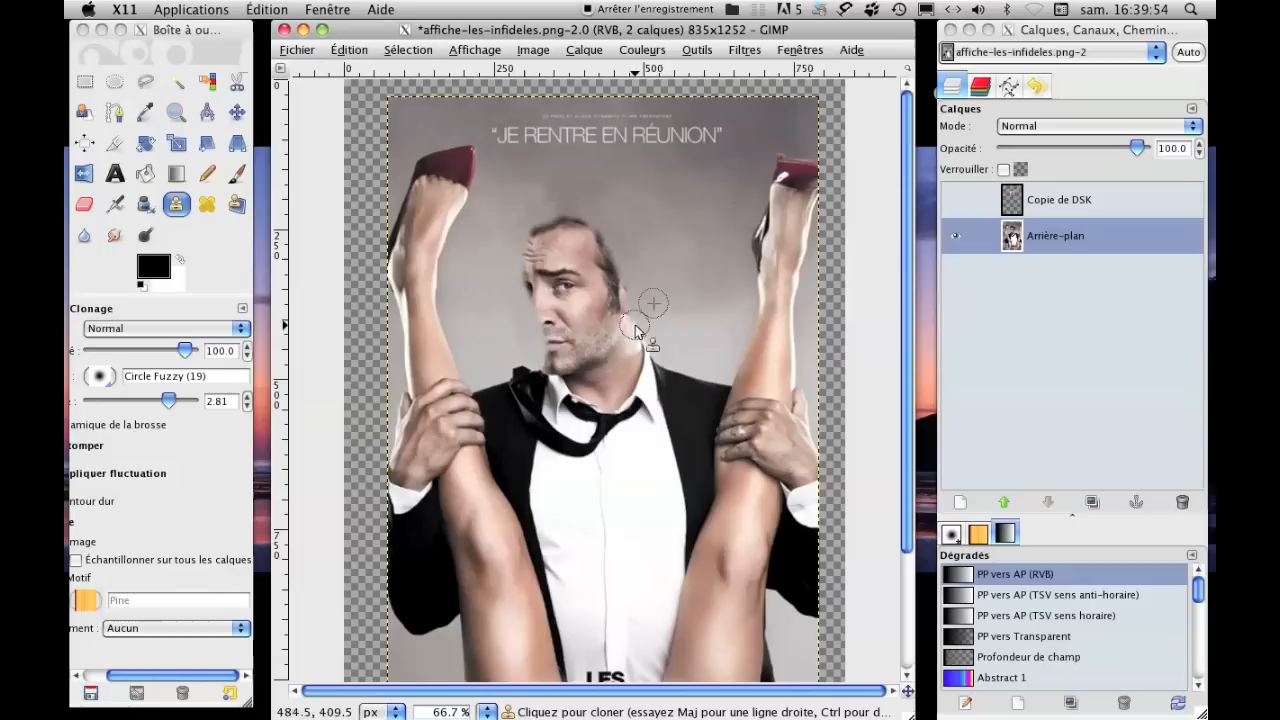 X11 Applications Édition Fenêtre Aide Arrêter l'enregistrement 5 sam. 16:39:54
Boîte à ou...
*affiche-les-infideles.png-2.0 (RVB, 2 calques) 835x1252 – GIMP
Calques, Canaux, Chemin...
Fichier Édition Sélection Affichage Image Calque Couleurs Outils Filtres Fenêtres Aide
affiche-les-infideles.png-2 Auto
0 250 500 750
0
250
500
750
Calques
Mode : Normal
Opacité : 100.0
Verrouiller :
Copie de DSK
Arrière-plan
"JE RENTRE EN RÉUNION"
LES
Clonage
Normal
é : 100.0
: Circle Fuzzy (19)
: 2.81
amique de la brosse
tomper
pliquer fluctuation
ntour dur
e
mage
Échantillonner sur tous les calques
Motif
Pine
ment : Aucun
Dégradés
PP vers AP (RVB)
PP vers AP (TSV sens anti-horaire)
PP vers AP (TSV sens horaire)
PP vers Transparent
Profondeur de champ
Abstract 1
484.5, 409.5 px 66.7 % Cliquez pour cloner (essayez Maj pour une ligne droite, Ctrl pour d...